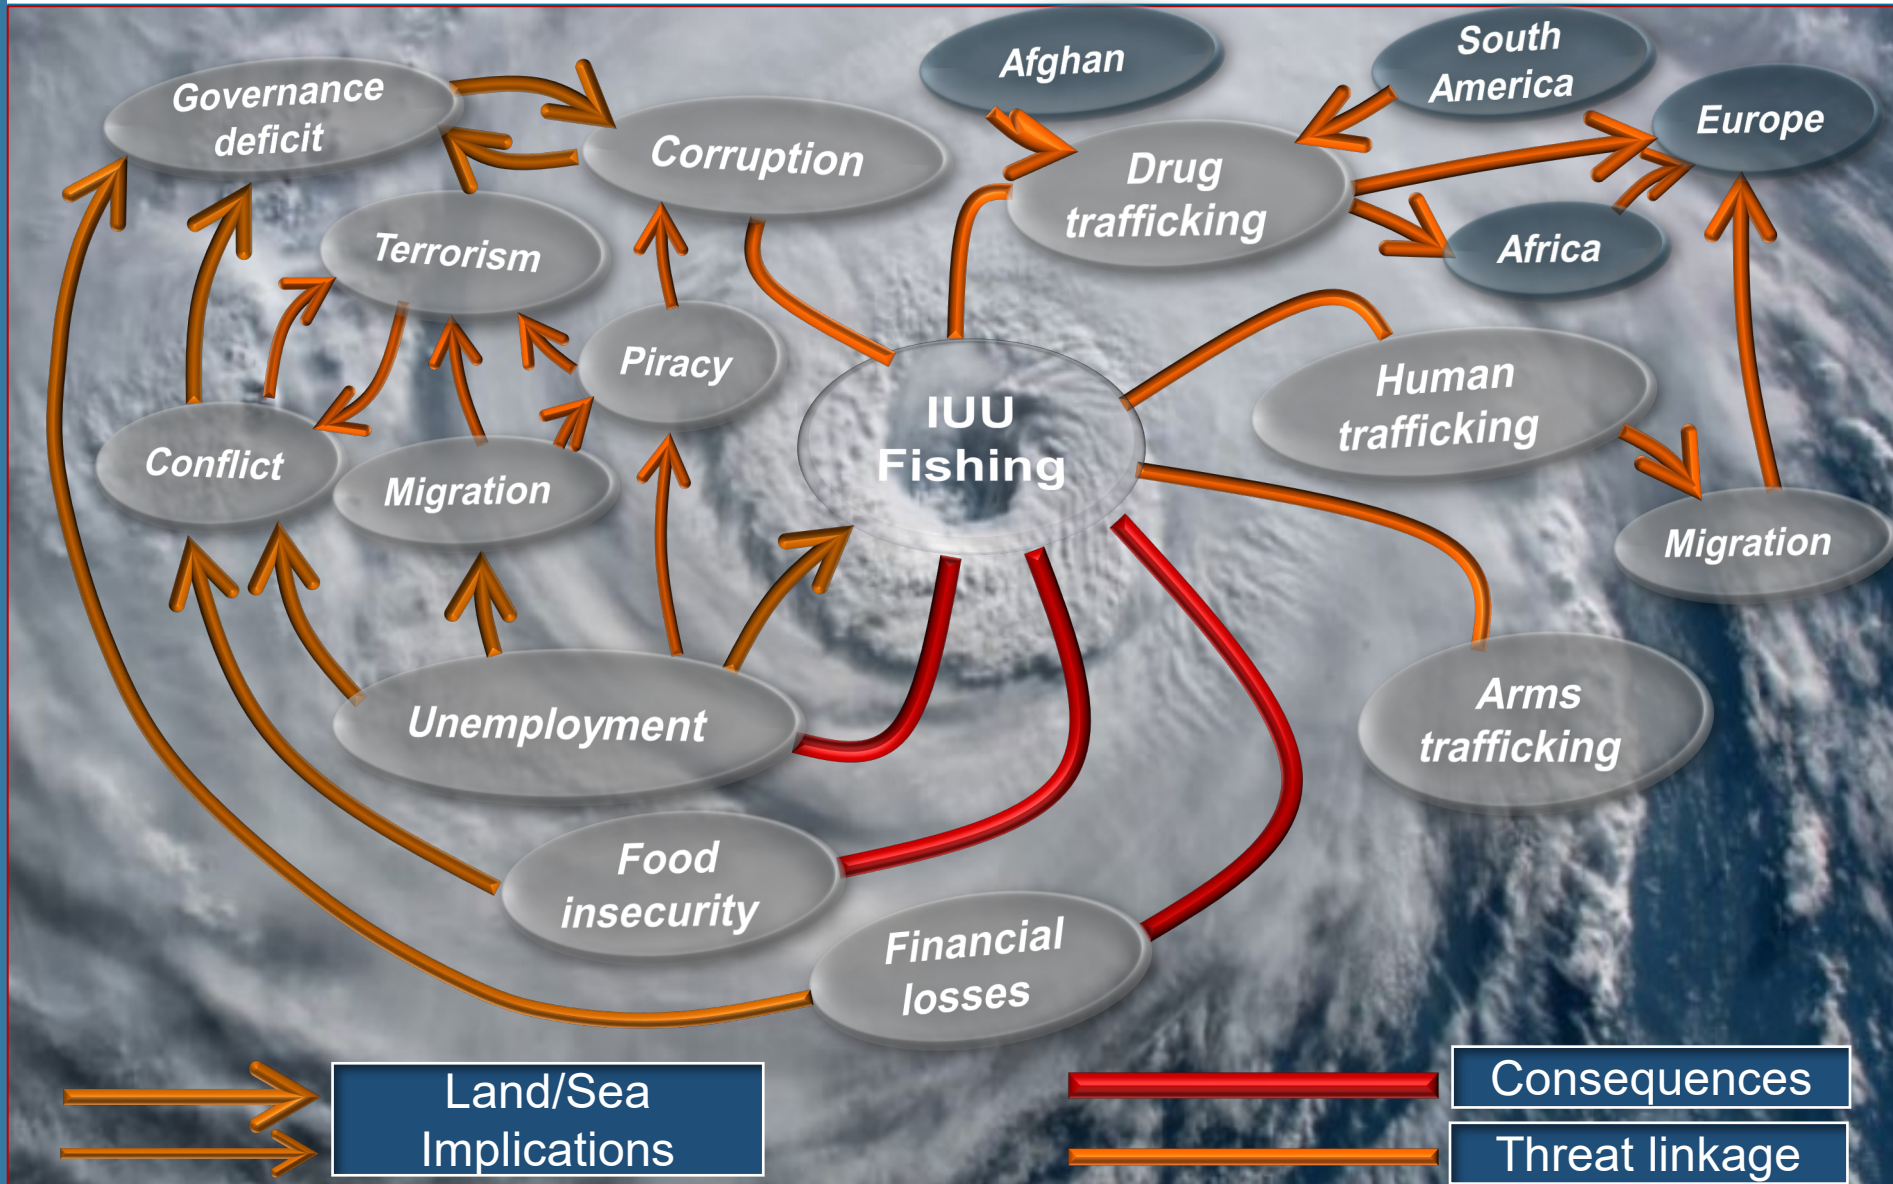 Afghan
South
America
Europe
Governance
deficit
Corruption
Drug
trafficking
Terrorism
Africa
Piracy
Human
trafficking
IUU
Fishing
Conflict
Migration
Migration
Unemployment
Arms
trafficking
Food
insecurity
Financial
losses
Land/Sea
Implications
Consequences
Threat linkage